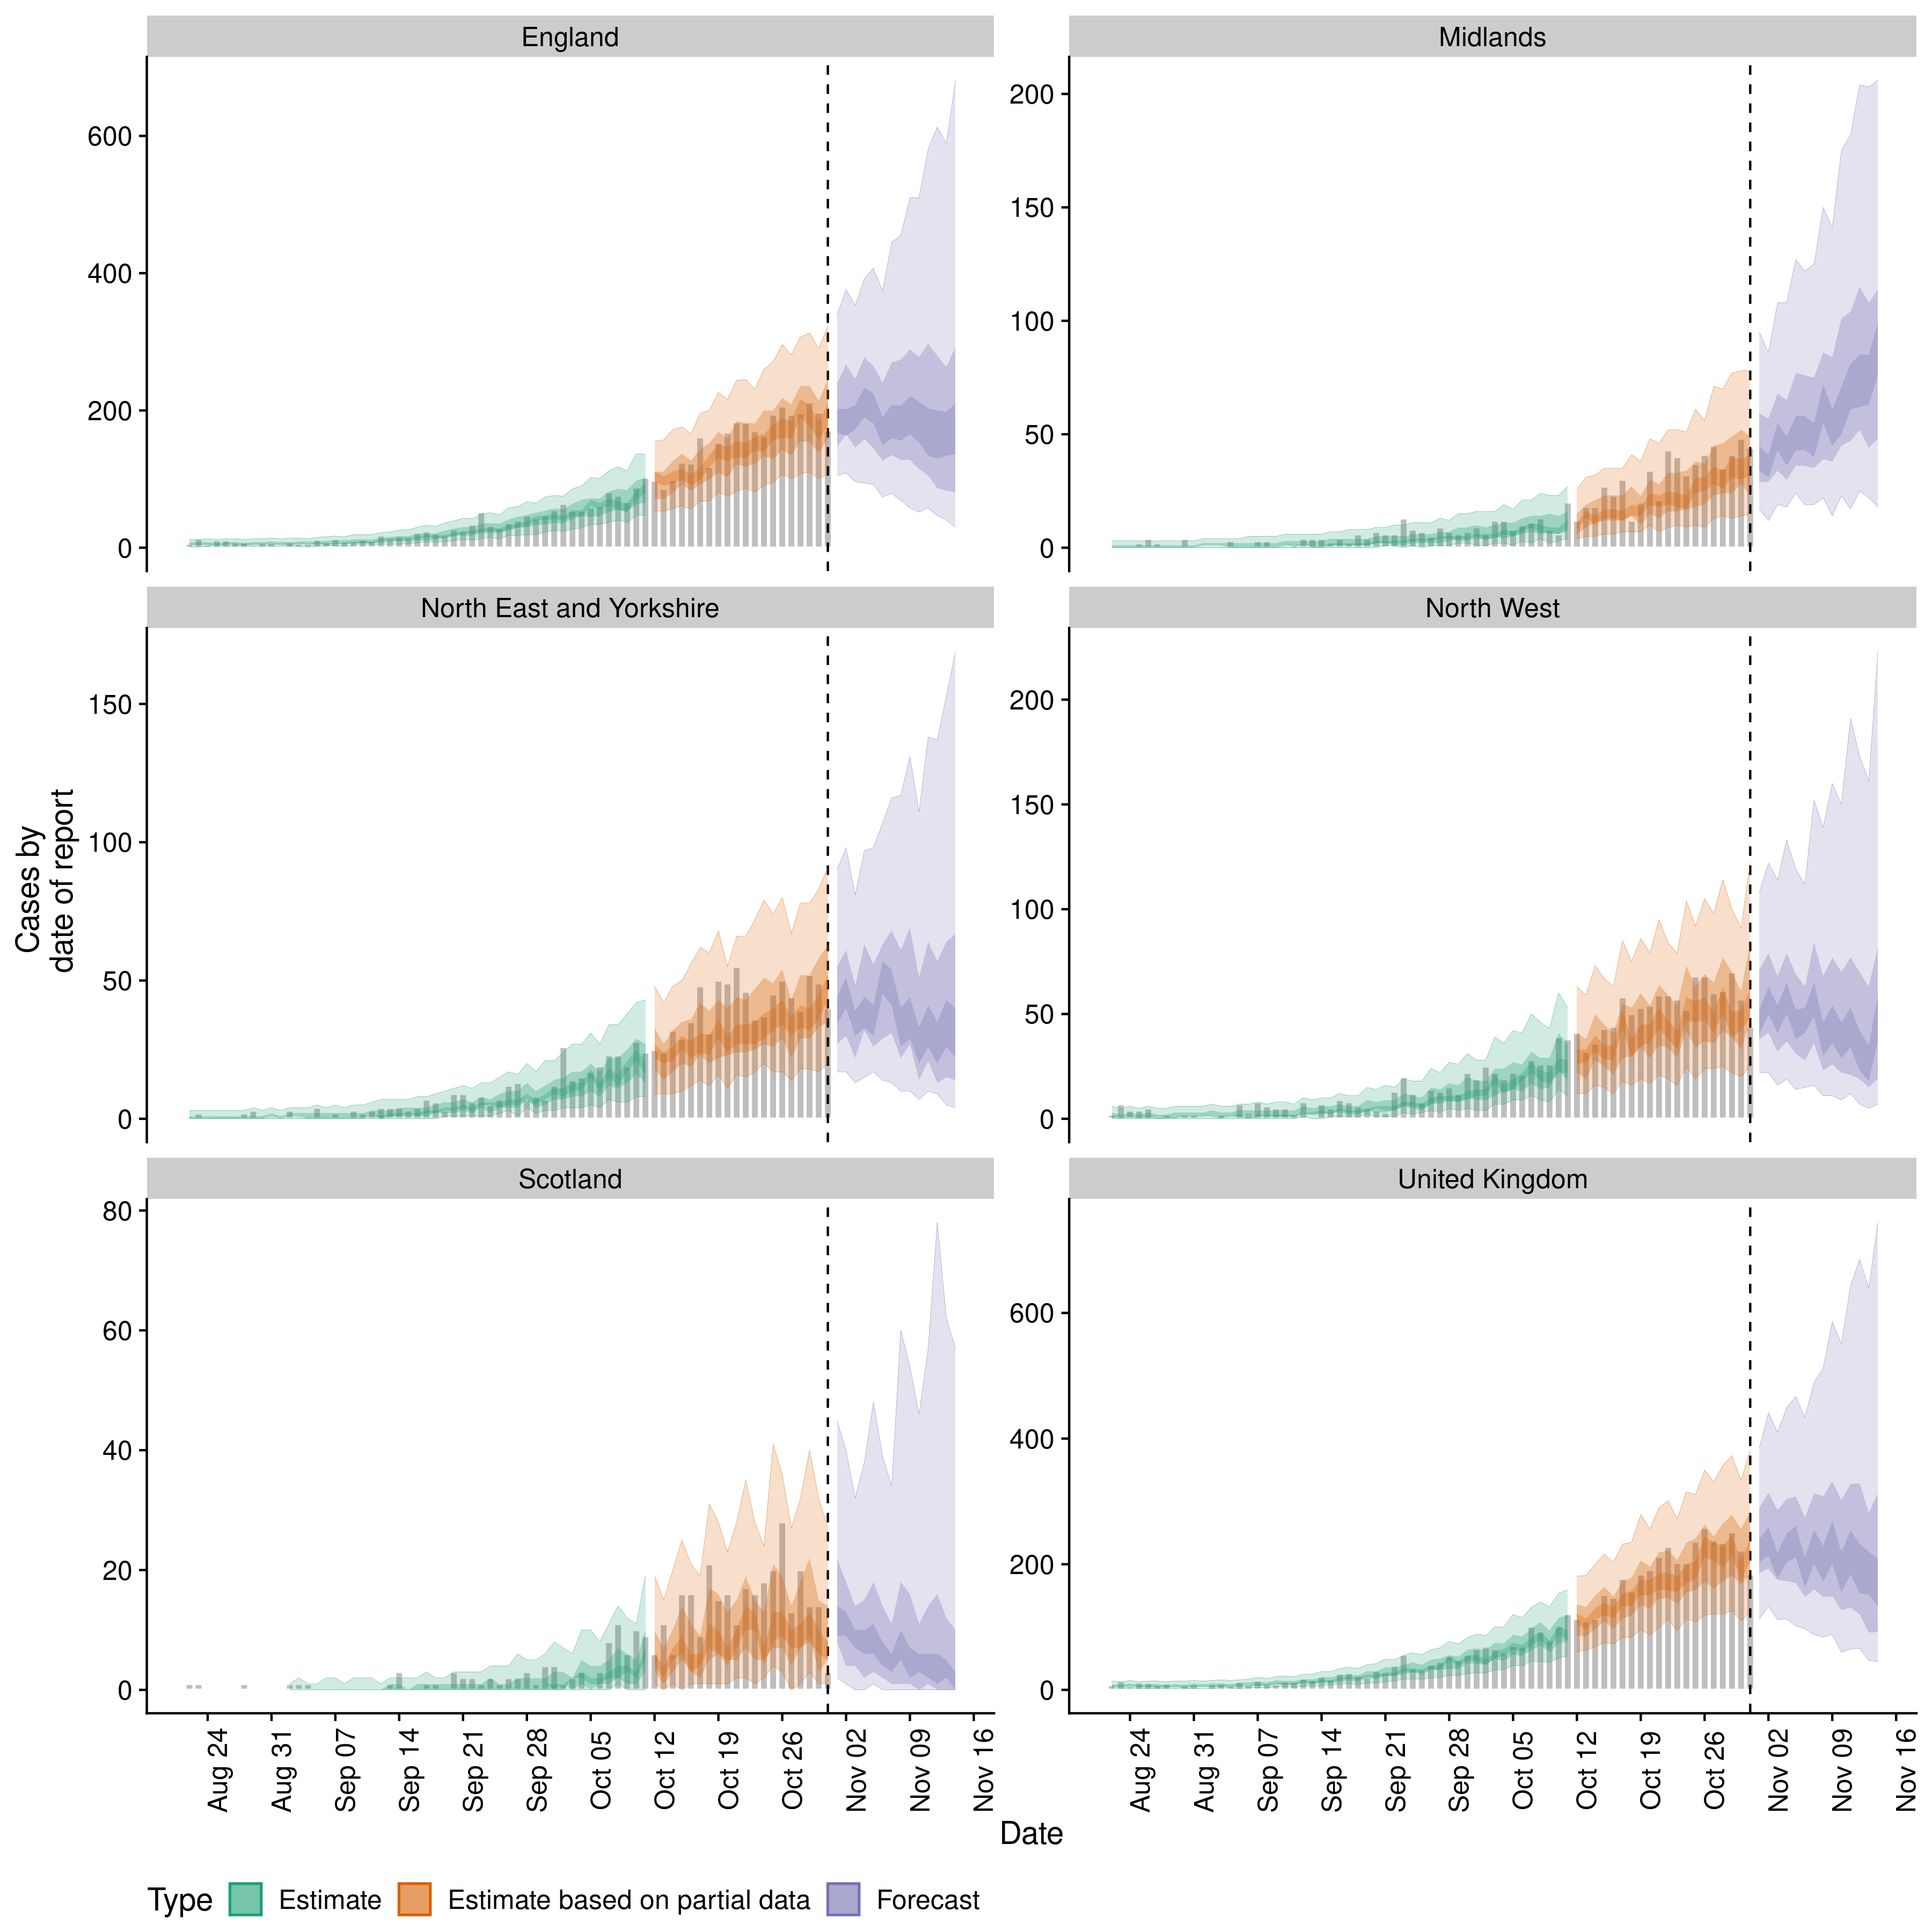 England
Midlands
600
400
200
0
200
150
100
50
0
North East and Yorkshire
North West
150
100
50
0
200
150
100
50
0
Cases by
date of report
Scotland
United Kingdom
80
60
40
20
0
600
400
200
0
Aug 24
Aug 31
Sep 07
Sep 14
Sep 21
Sep 28
Oct 05
Oct 12
Oct 19
Oct 26
Nov 02
Nov 09
Nov 16
Aug 24
Aug 31
Sep 07
Sep 14
Sep 21
Sep 28
Oct 05
Oct 12
Oct 19
Oct 26
Nov 02
Nov 09
Nov 16
Date
Type Estimate Estimate based on partial data Forecast